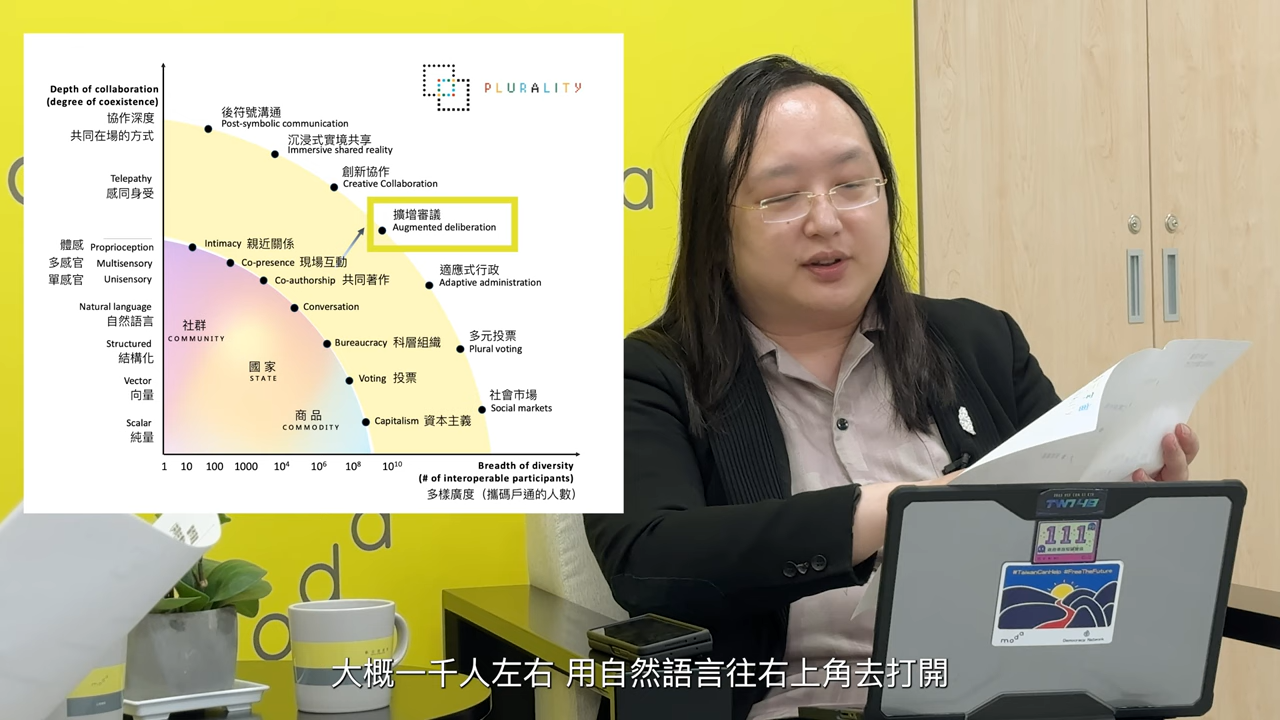 PLURALITY
Depth of collaboration
(degree of coexistence)
協作深度
共同在場的方式
後符號溝通
Post-symbolic communication
沉浸式實境共享
Immersive shared reality
創新協作
Creative Collaboration
Telepathy
感同身受
擴增審議
Augmented deliberation
體感 Proprioception
Intimacy 親近關係
多感官 Multisensory
Co-presence 現場互動
單感官 Unisensory
Co-authorship 共同著作
適應式行政
Adaptive administration
Natural language
自然語言
Conversation
社群
COMMUNITY
Structured
結構化
Bureaucracy 科層組織
多元投票
Plural voting
國家
STATE
Vector
向量
Voting 投票
社會市場
Social markets
商品
COMMODITY
Scalar
純量
Capitalism 資本主義
1 10 100 1000 10⁴ 10⁶ 10⁸ 10¹⁰
Breadth of diversity
(# of interoperable participants)
多樣廣度（攜碼戶通的人數）
a
moda
TW743
111
#TaiwanCanHelp #FreeTheFuture
moda
Democracy Network
大概一千人左右 用自然語言往右上角去打開